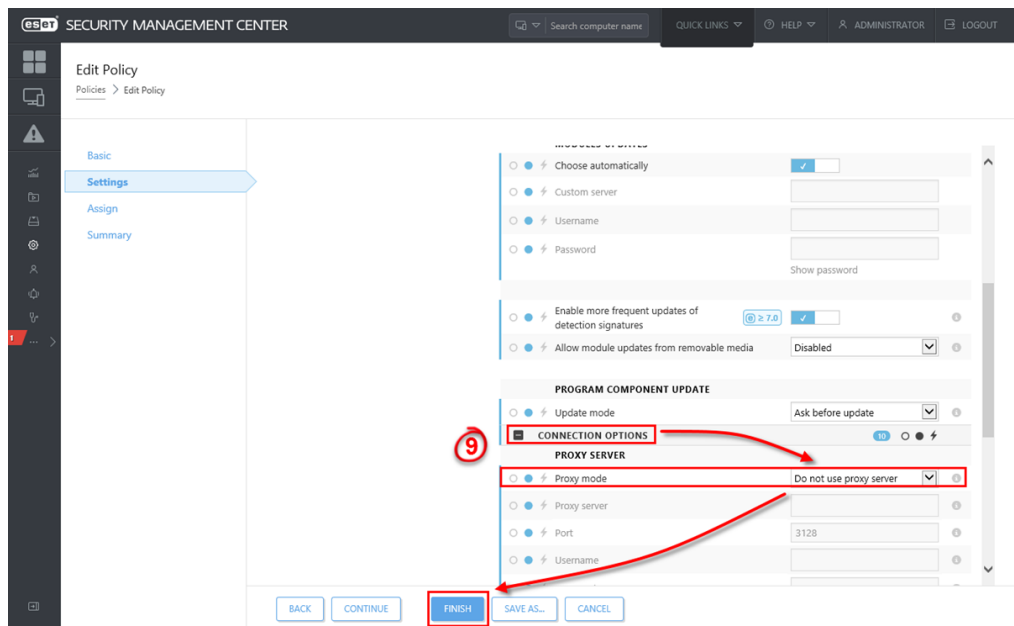 eset SECURITY MANAGEMENT CENTER
Search computer name
QUICK LINKS
HELP
ADMINISTRATOR
LOGOUT
Edit Policy
Policies > Edit Policy
Basic
Settings
Assign
Summary
MODULES UPDATES
Choose automatically
Custom server
Username
Password
Show password
Enable more frequent updates of
detection signatures
≥ 7.0
Allow module updates from removable media
Disabled
PROGRAM COMPONENT UPDATE
Update mode
Ask before update
9
CONNECTION OPTIONS
10
PROXY SERVER
Proxy mode
Do not use proxy server
Proxy server
Port
3128
Username
1
BACK
CONTINUE
FINISH
SAVE AS...
CANCEL